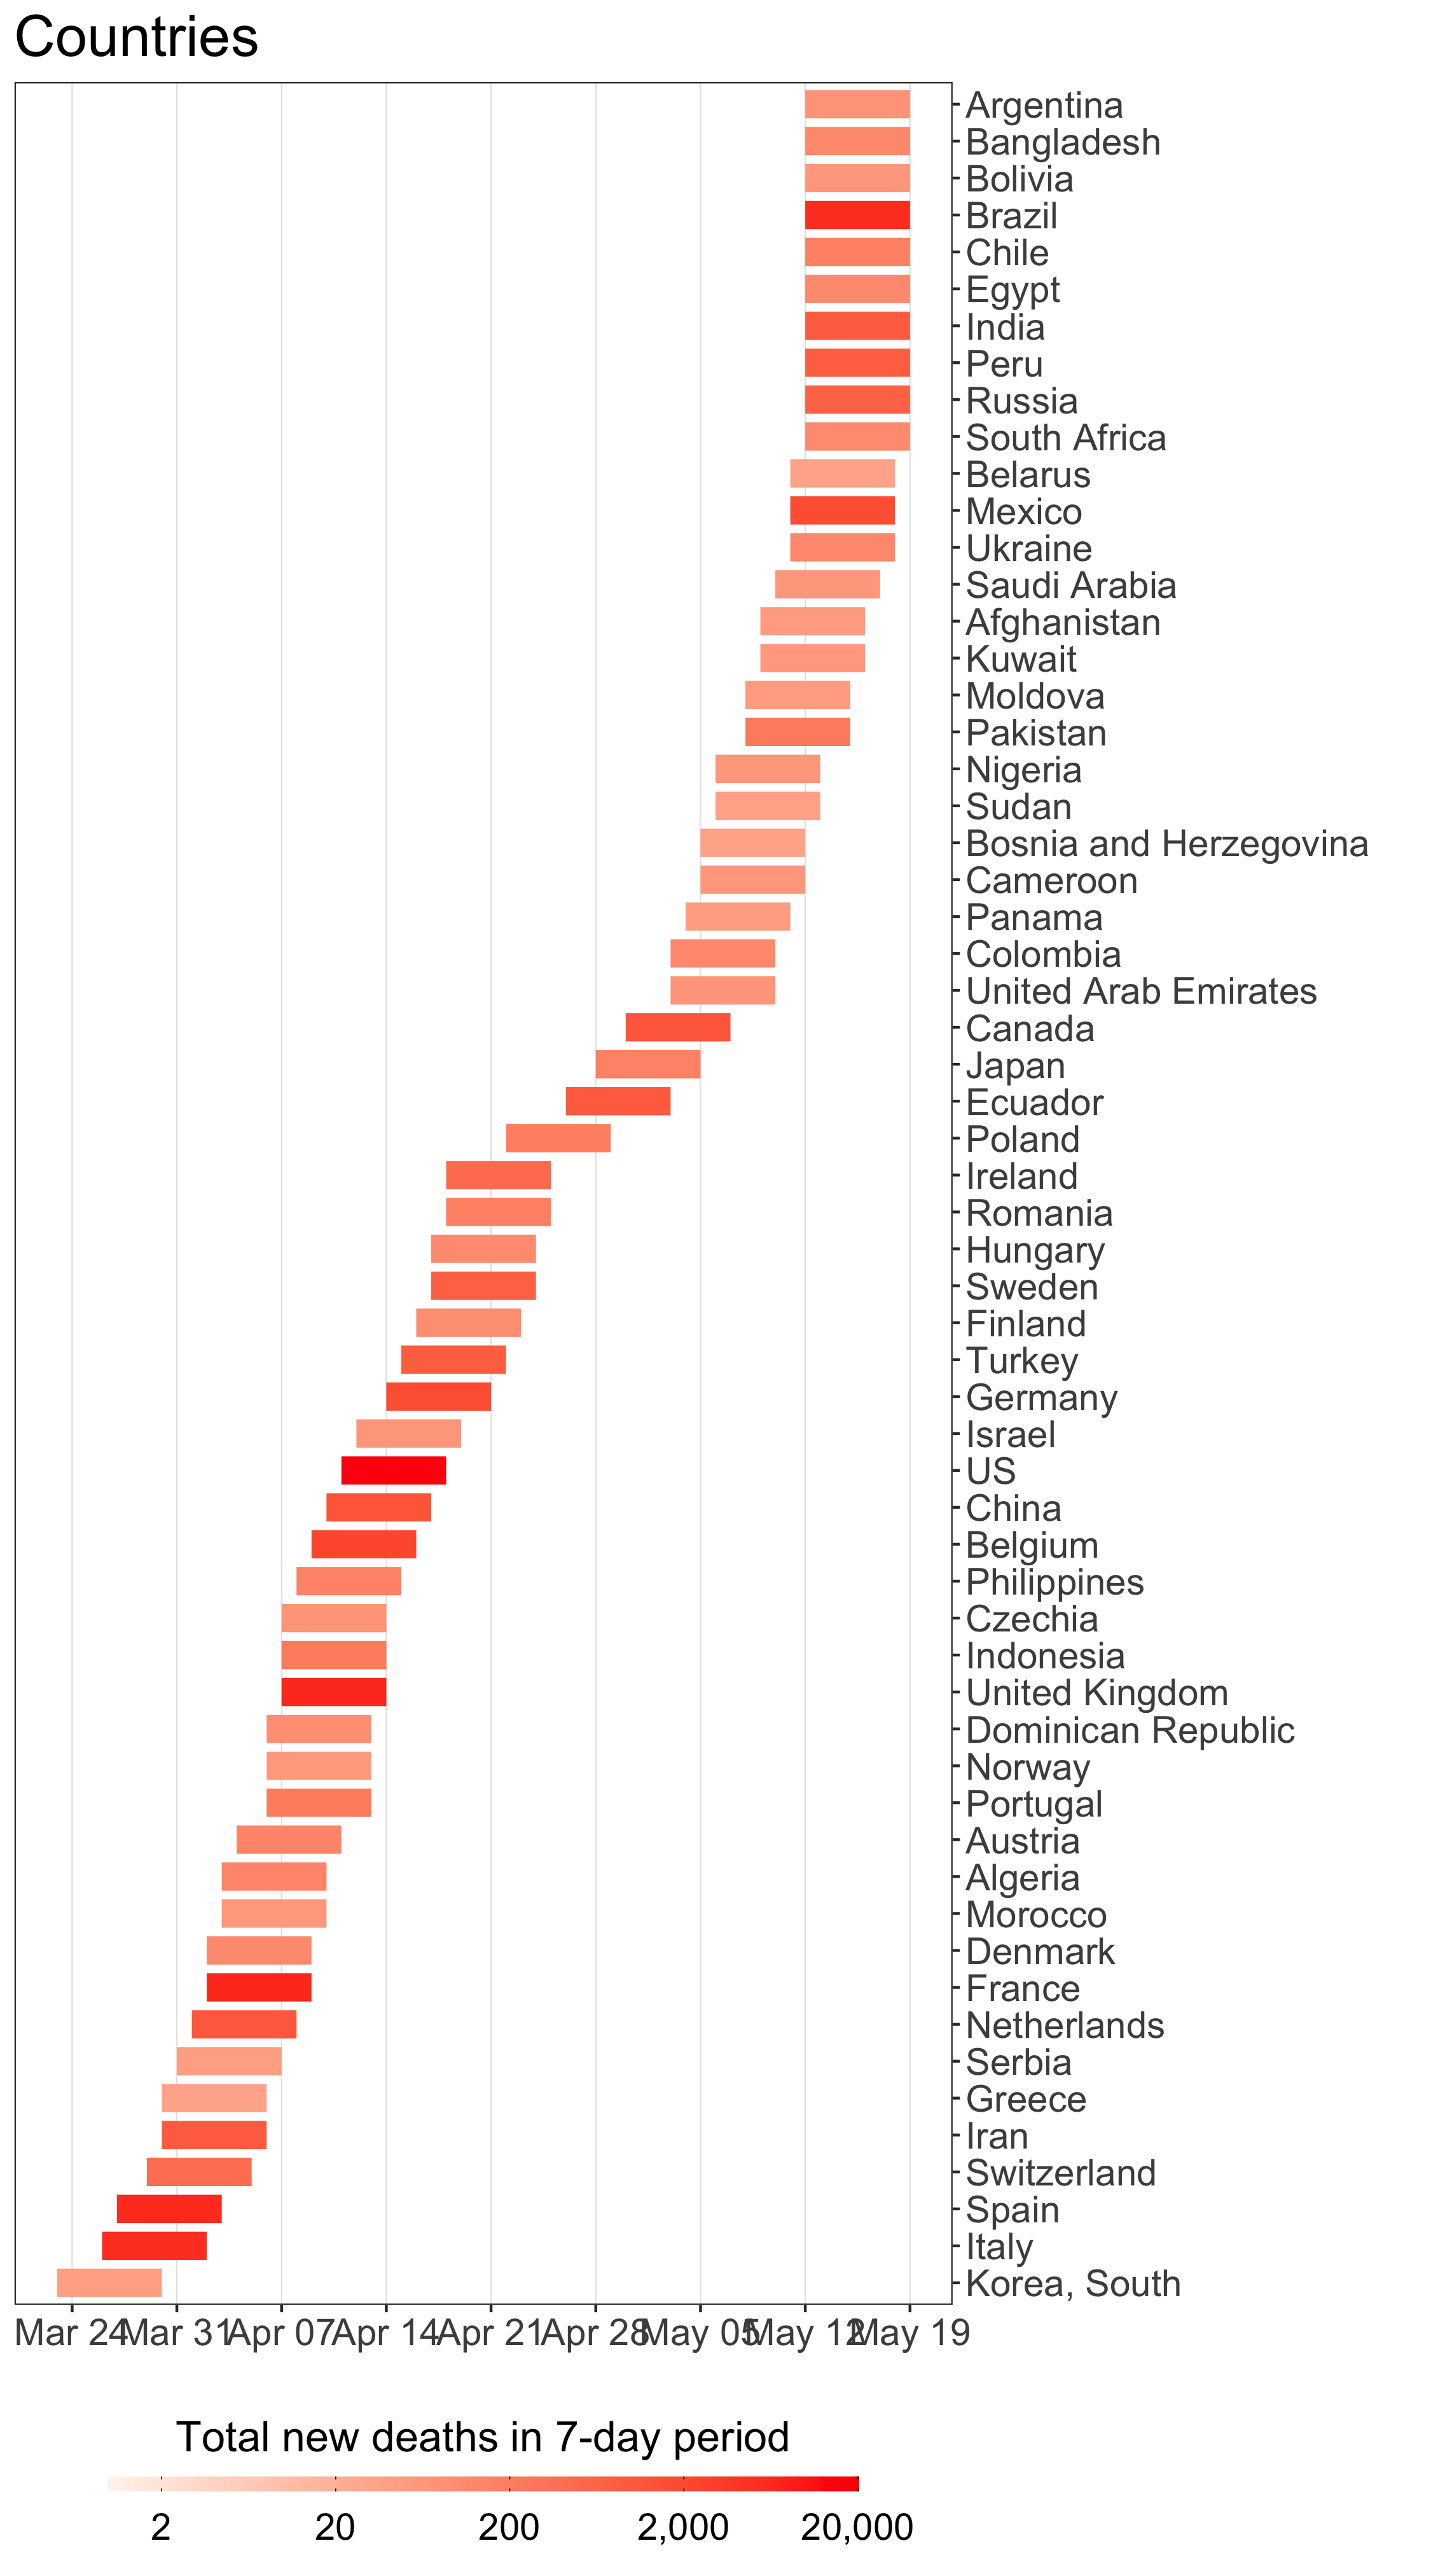 Countries
Argentina
Bangladesh
Bolivia
Brazil
Chile
Egypt
India
Peru
Russia
South Africa
Belarus
Mexico
Ukraine
Saudi Arabia
Afghanistan
Kuwait
Moldova
Pakistan
Nigeria
Sudan
Bosnia and Herzegovina
Cameroon
Panama
Colombia
United Arab Emirates
Canada
Japan
Ecuador
Poland
Ireland
Romania
Hungary
Sweden
Finland
Turkey
Germany
Israel
US
China
Belgium
Philippines
Czechia
Indonesia
United Kingdom
Dominican Republic
Norway
Portugal
Austria
Algeria
Morocco
Denmark
France
Netherlands
Serbia
Greece
Iran
Switzerland
Spain
Italy
Korea, South
Mar 24 Mar 31 Apr 07 Apr 14 Apr 21 Apr 28 May 05 May 12 May 19
Total new deaths in 7-day period
2 20 200 2,000 20,000